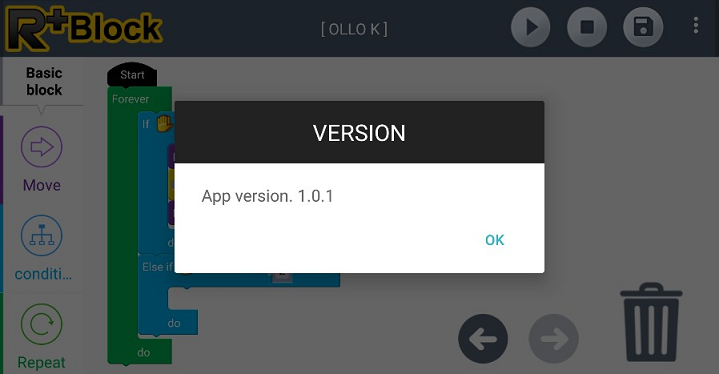 R+Block
[ OLLO K ]
Basic
block
Start
Forever
If
Move
VERSION
App version. 1.0.1
OK
conditi...
Else if
do
do
Repeat